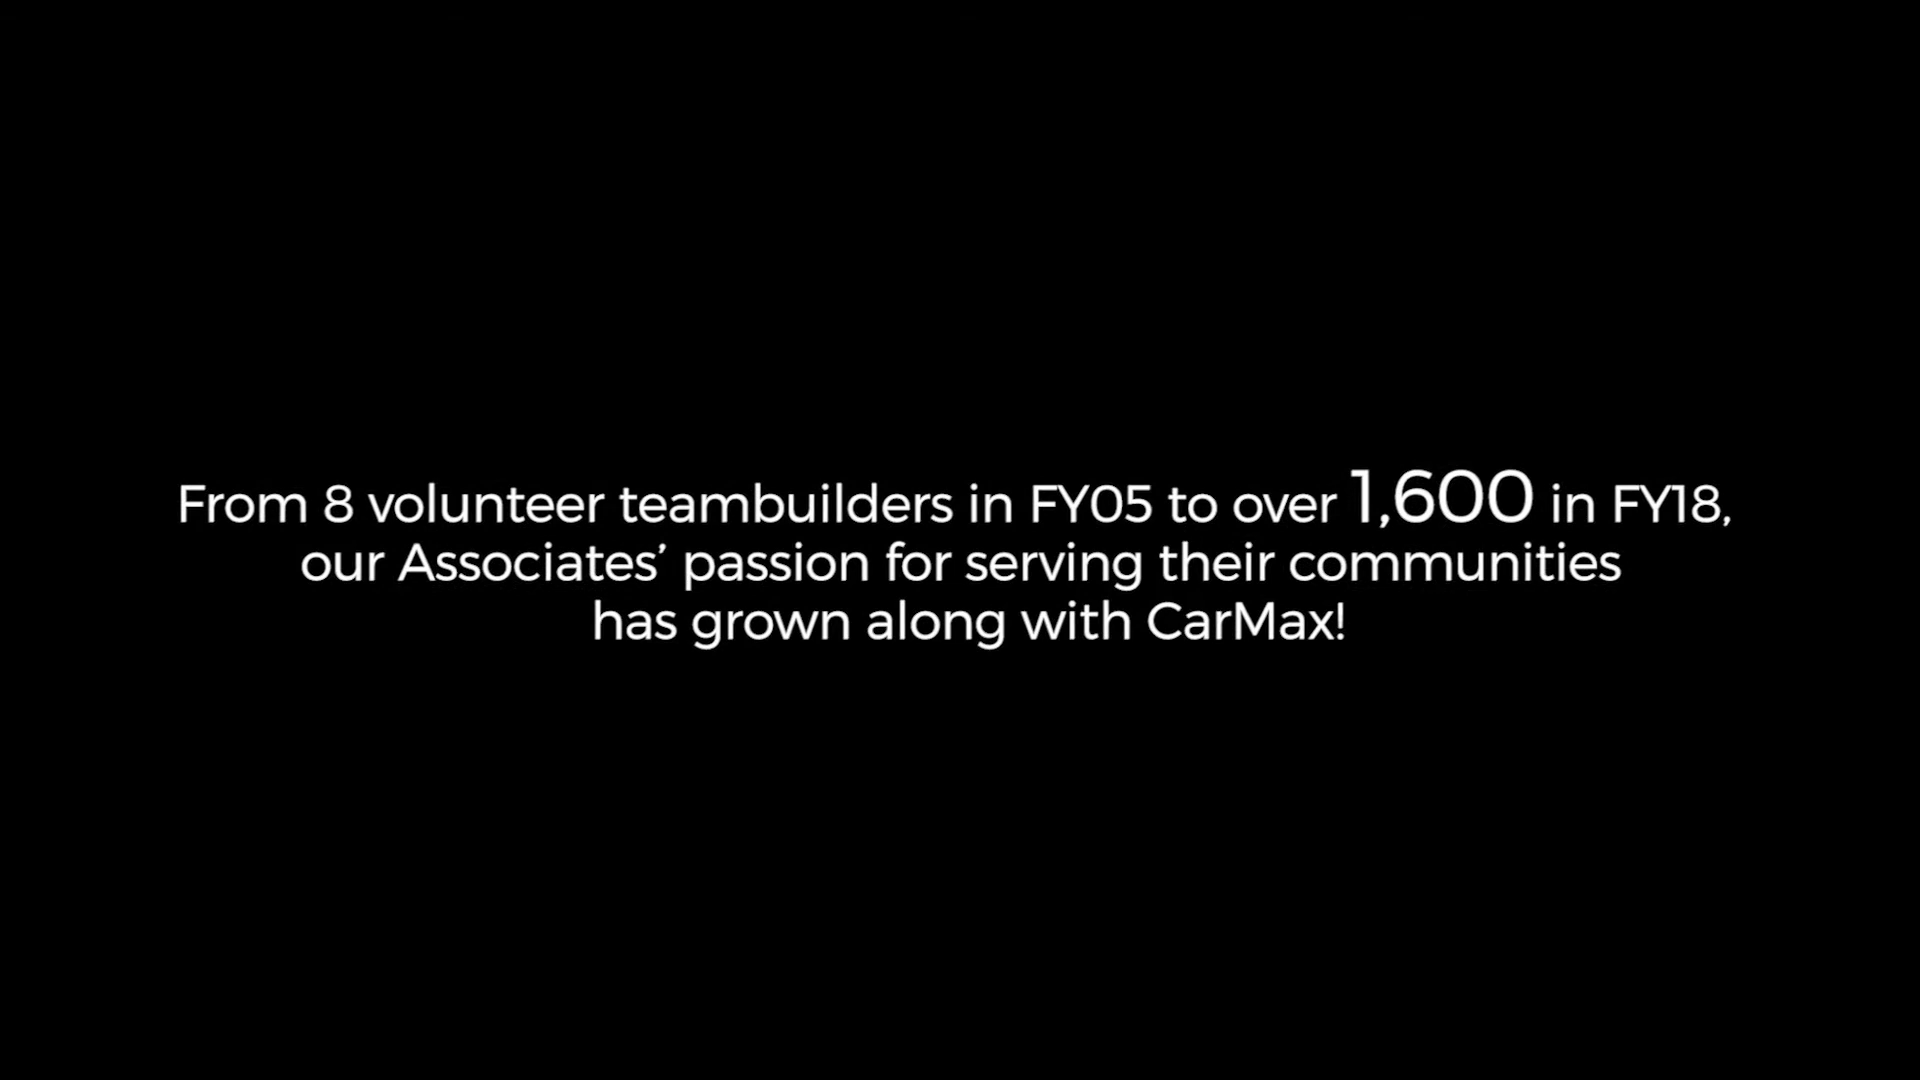 From 8 volunteer teambuilders in FY05 to over 1,600 in FY18,
our Associates’ passion for serving their communities
has grown along with CarMax!